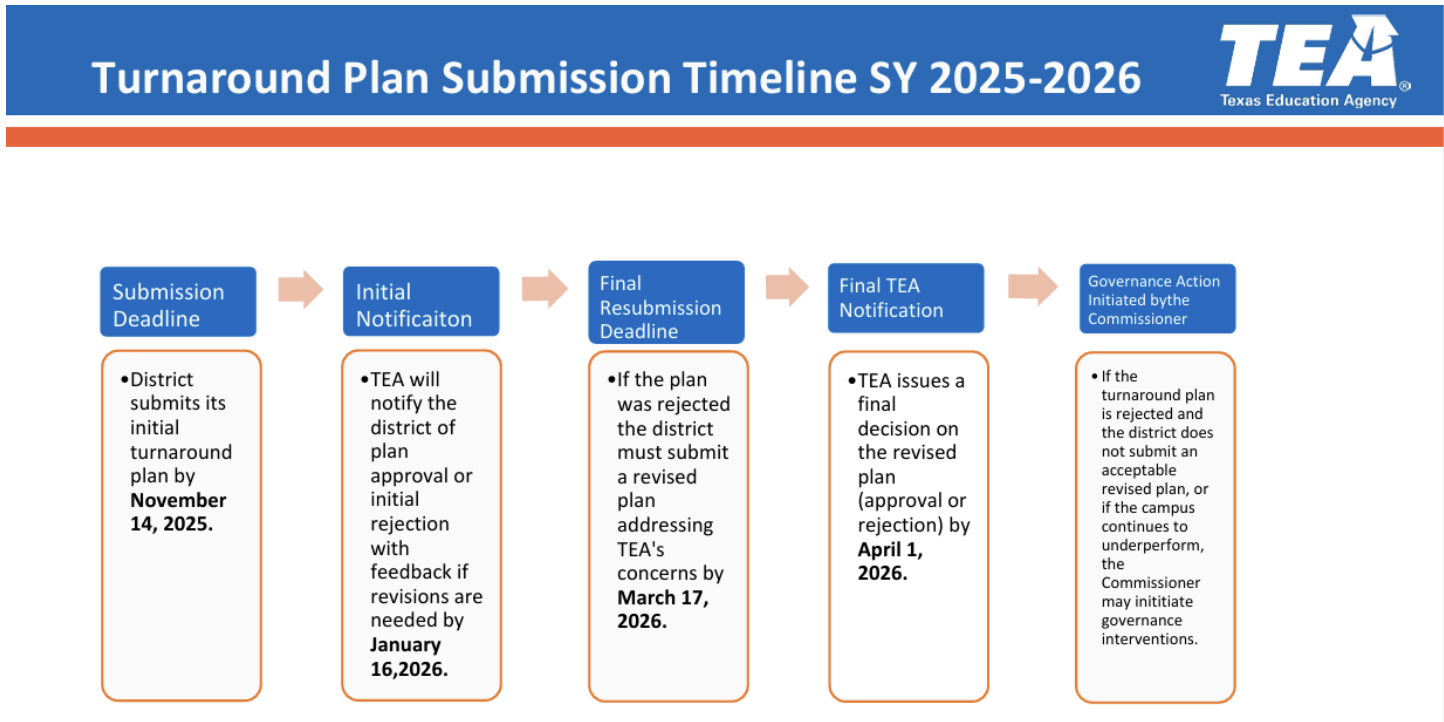 Turnaround Plan Submission Timeline SY 2025-2026
TEA®
Texas Education Agency
Submission
Deadline
•District
submits its
initial
turnaround
plan by
November
14, 2025.
Initial
Notificaiton
•TEA will
notify the
district of
plan
approval or
initial
rejection
with
feedback if
revisions are
needed by
January
16,2026.
Final
Resubmission
Deadline
•If the plan
was rejected
the district
must submit
a revised
plan
addressing
TEA's
concerns by
March 17,
2026.
Final TEA
Notification
•TEA issues a
final
decision on
the revised
plan
(approval or
rejection) by
April 1,
2026.
Governance Action
Initiated bythe
Commissioner
• If the
turnaround plan
is rejected and
the district does
not submit an
acceptable
revised plan, or
if the campus
continues to
underperform,
the
Commissioner
may inititiate
governance
interventions.